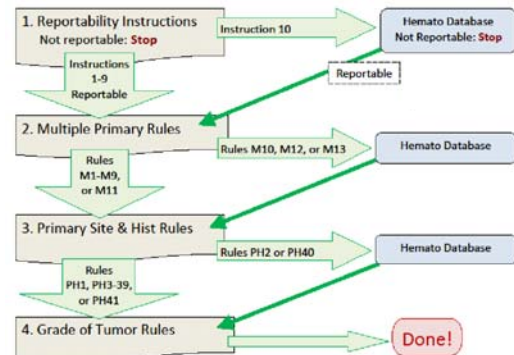 1. Reportability Instructions
Not reportable: Stop
Instruction 10
Hemato Database
Not Reportable: Stop
Instructions
1-9
Reportable
Reportable
2. Multiple Primary Rules
Rules M10, M12, or M13
Hemato Database
Rules
M1-M9,
or M11
3. Primary Site & Hist Rules
Rules PH2 or PH40
Hemato Database
Rules
PH1, PH3-39,
or PH41
4. Grade of Tumor Rules
Done!